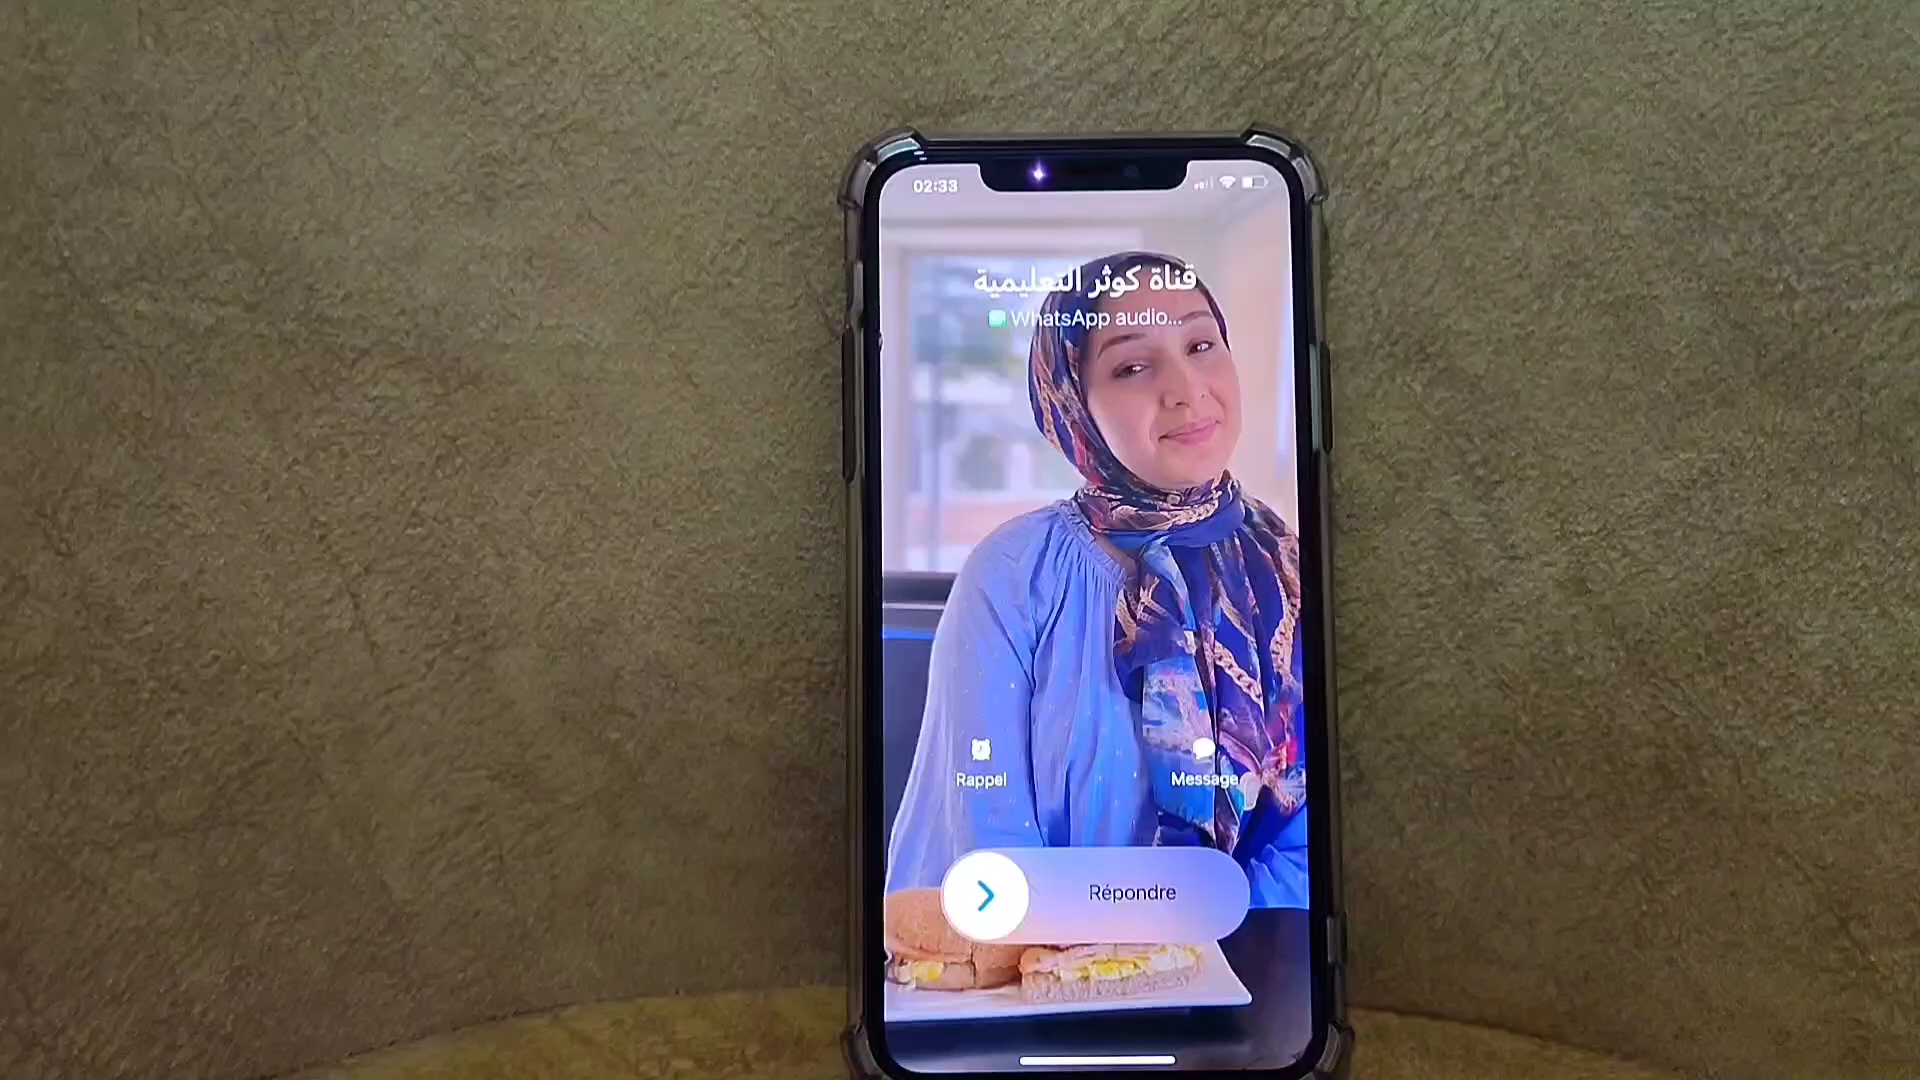 02:33
قناة كوثر التعليمية
WhatsApp audio...
Rappel
Message
Répondre